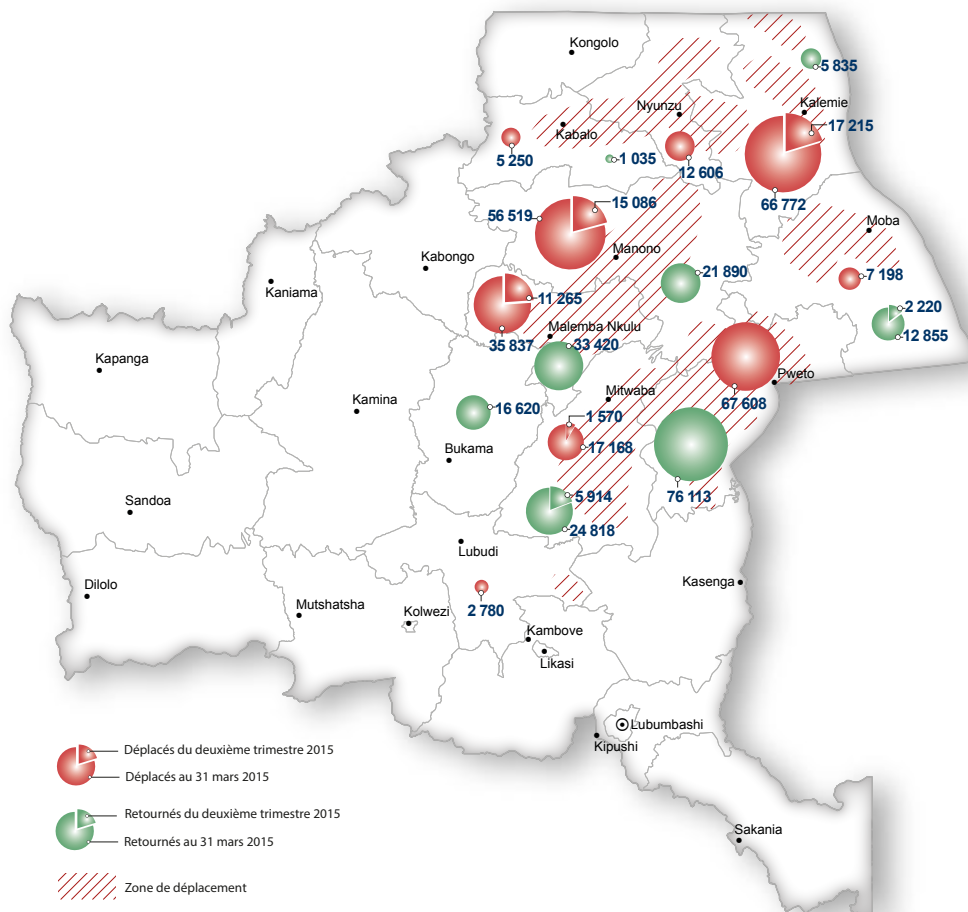 Kongolo
5 835
Kalemie
Nyunzu
17 215
Kabalo
5 250
1 035
12 606
66 772
15 086
56 519
Moba
Manono
Kabongo
21 890
7 198
Kaniama
11 265
2 220
35 837
Malemba Nkulu
12 855
33 420
Kapanga
Pweto
Mitwaba
67 608
Kamina
16 620
1 570
17 168
Bukama
76 113
5 914
Sandoa
24 818
Lubudi
Kasenga
Dilolo
2 780
Mutshatsha
Kolwezi
Kambove
Likasi
Lubumbashi
Kipushi
Sakania
Déplacés du deuxième trimestre 2015
Déplacés au 31 mars 2015
Retournés du deuxième trimestre 2015
Retournés au 31 mars 2015
Zone de déplacement